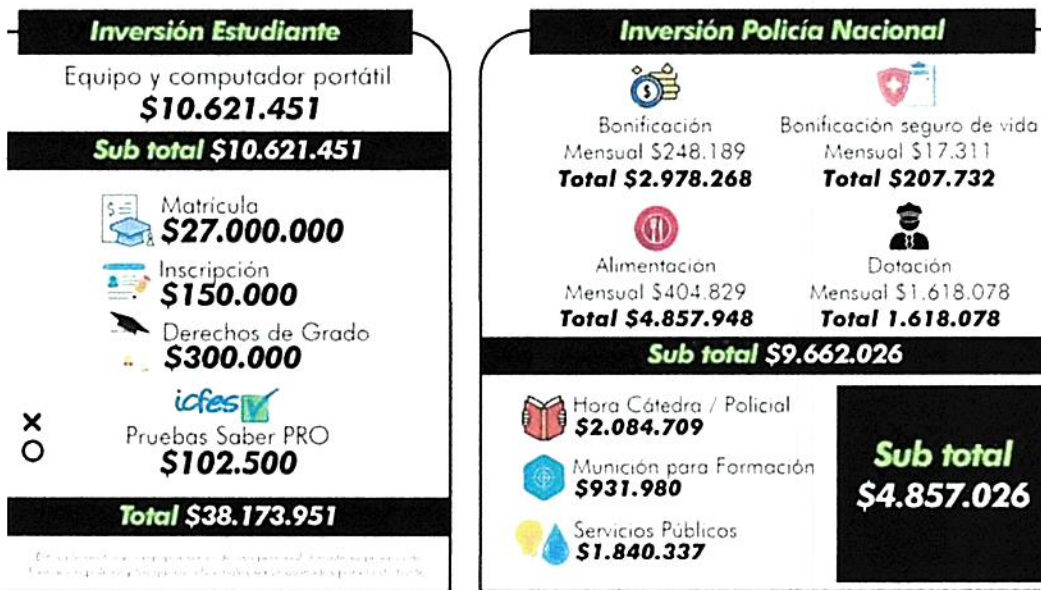 Inversión Estudiante
Equipo y computador portátil
$10.621.451
Sub total $10.621.451
Matrícula
$27.000.000
Inscripción
$150.000
Derechos de Grado
$300.000
icfes
Pruebas Saber PRO
$102.500
Total $38.173.951
Inversión Policía Nacional
Bonificación
Mensual $248.189
Total $2.978.268
Bonificación seguro de vida
Mensual $17.311
Total $207.732
Alimentación
Mensual $404.829
Total $4.857.948
Dotación
Mensual $1.618.078
Total 1.618.078
Sub total $9.662.026
Hora Cátedra / Policial
$2.084.709
Munición para Formación
$931.980
Servicios Públicos
$1.840.337
Sub total
$4.857.026